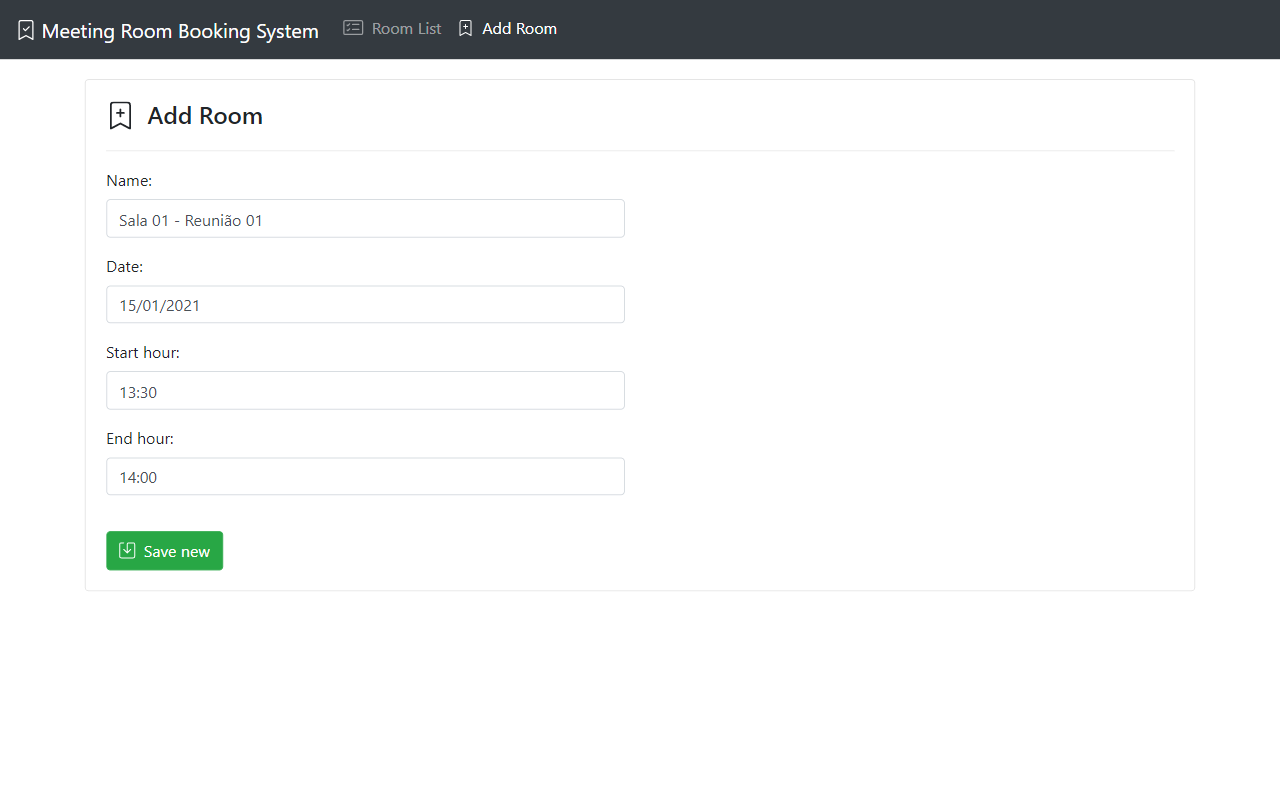 Meeting Room Booking System Room List Add Room
Add Room
Name:
Sala 01 - Reunião 01
Date:
15/01/2021
Start hour:
13:30
End hour:
14:00
Save new